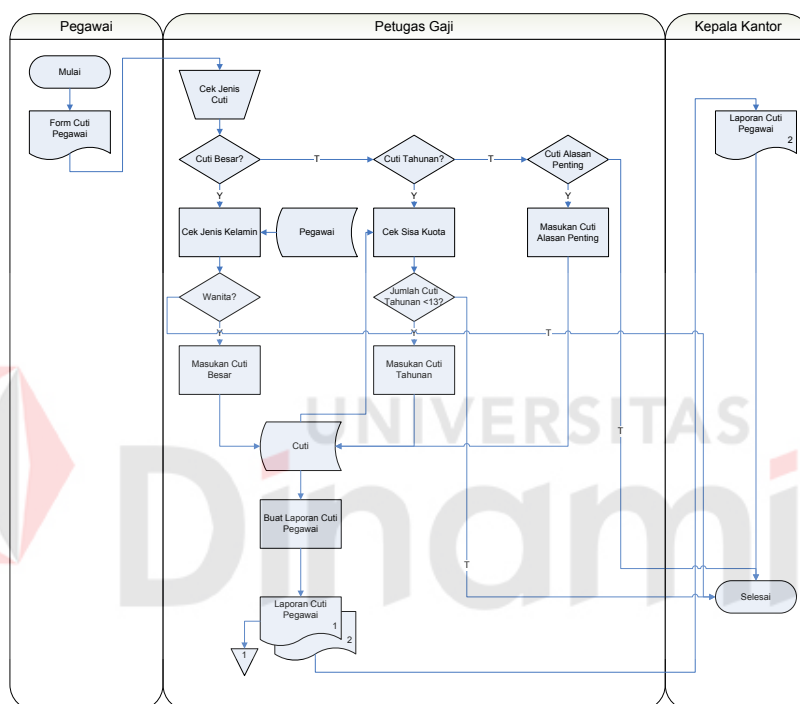 Pegawai
Petugas Gaji
Kepala Kantor
Mulai
Form Cuti
Pegawai
Cek Jenis
Cuti
Laporan Cuti
Pegawai
2
Cuti Besar?
T
Cuti Tahunan?
T
Cuti Alasan
Penting
Y
Y
Y
Cek Jenis Kelamin
Pegawai
Cek Sisa Kuota
Masukan Cuti
Alasan Penting
Wanita?
Jumlah Cuti
Tahunan <13?
Y
Y
T
Masukan Cuti
Besar
Masukan Cuti
Tahunan
UNIVERSITAS
Dinami
Cuti
T
Buat Laporan Cuti
Pegawai
T
Selesai
Laporan Cuti
Pegawai
1
2
1